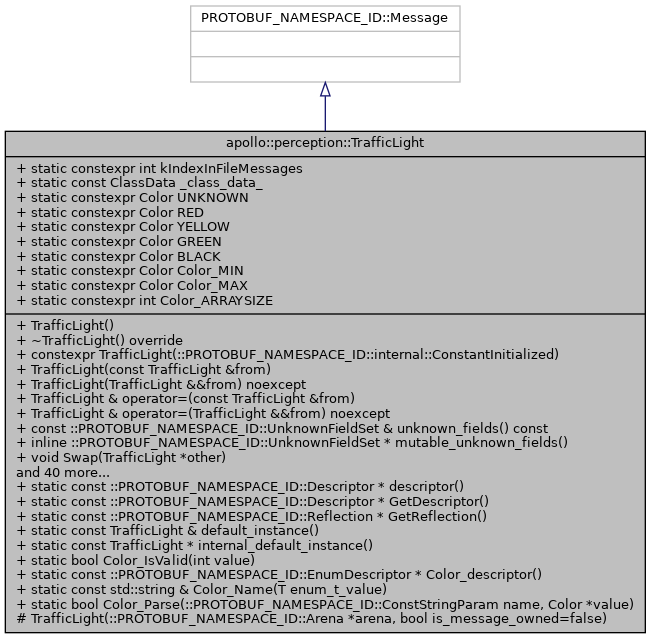 PROTOBUF_NAMESPACE_ID::Message
apollo::perception::TrafficLight
+ static constexpr int kIndexInFileMessages
+ static const ClassData _class_data_
+ static constexpr Color UNKNOWN
+ static constexpr Color RED
+ static constexpr Color YELLOW
+ static constexpr Color GREEN
+ static constexpr Color BLACK
+ static constexpr Color Color_MIN
+ static constexpr Color Color_MAX
+ static constexpr int Color_ARRAYSIZE
+ TrafficLight()
+ ~TrafficLight() override
+ constexpr TrafficLight(::PROTOBUF_NAMESPACE_ID::internal::ConstantInitialized)
+ TrafficLight(const TrafficLight &from)
+ TrafficLight(TrafficLight &&from) noexcept
+ TrafficLight & operator=(const TrafficLight &from)
+ TrafficLight & operator=(TrafficLight &&from) noexcept
+ const ::PROTOBUF_NAMESPACE_ID::UnknownFieldSet & unknown_fields() const
+ inline ::PROTOBUF_NAMESPACE_ID::UnknownFieldSet * mutable_unknown_fields()
+ void Swap(TrafficLight *other)
and 40 more...
+ static const ::PROTOBUF_NAMESPACE_ID::Descriptor * descriptor()
+ static const ::PROTOBUF_NAMESPACE_ID::Descriptor * GetDescriptor()
+ static const ::PROTOBUF_NAMESPACE_ID::Reflection * GetReflection()
+ static const TrafficLight & default_instance()
+ static const TrafficLight * internal_default_instance()
+ static bool Color_IsValid(int value)
+ static const ::PROTOBUF_NAMESPACE_ID::EnumDescriptor * Color_descriptor()
+ static const std::string & Color_Name(T enum_t_value)
+ static bool Color_Parse(::PROTOBUF_NAMESPACE_ID::ConstStringParam name, Color *value)
# TrafficLight(::PROTOBUF_NAMESPACE_ID::Arena *arena, bool is_message_owned=false)